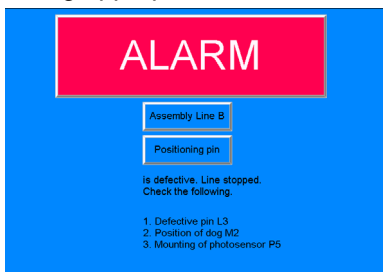 ALARM
Assembly Line B
Positioning pin
is defective. Line stopped.
Check the following.
1. Defective pin L3
2. Position of dog M2
3. Mounting of photosensor P5